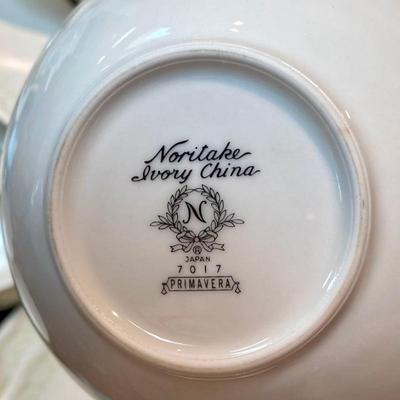 Noritake
Ivory China
N
®
JAPAN
7017
PRIMAVERA